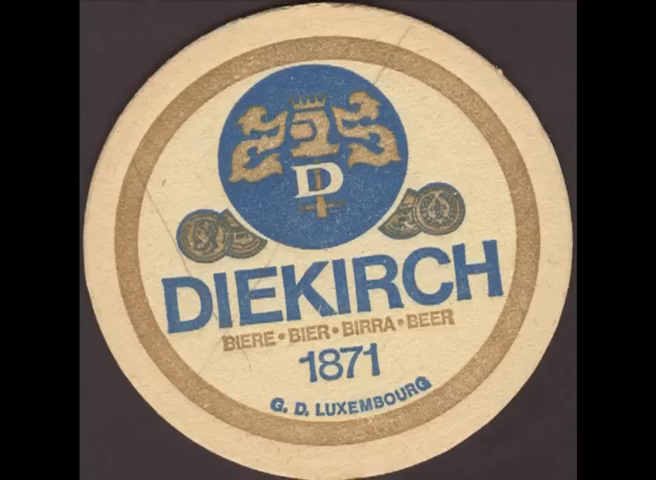 D
DIEKIRCH
BIERE • BIER • BIRRA • BEER
1871
G. D. LUXEMBOURG